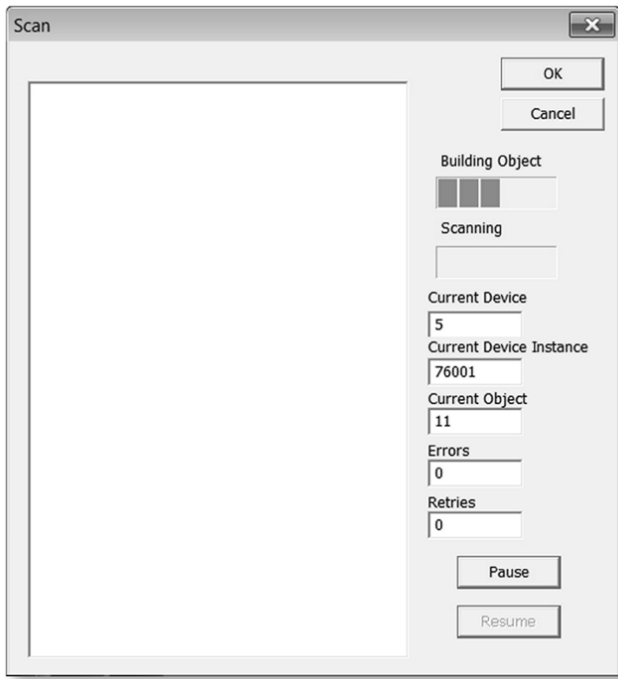 Scan
OK
Cancel
Building Object
Scanning
Current Device
5
Current Device Instance
76001
Current Object
11
Errors
0
Retries
0
Pause
Resume